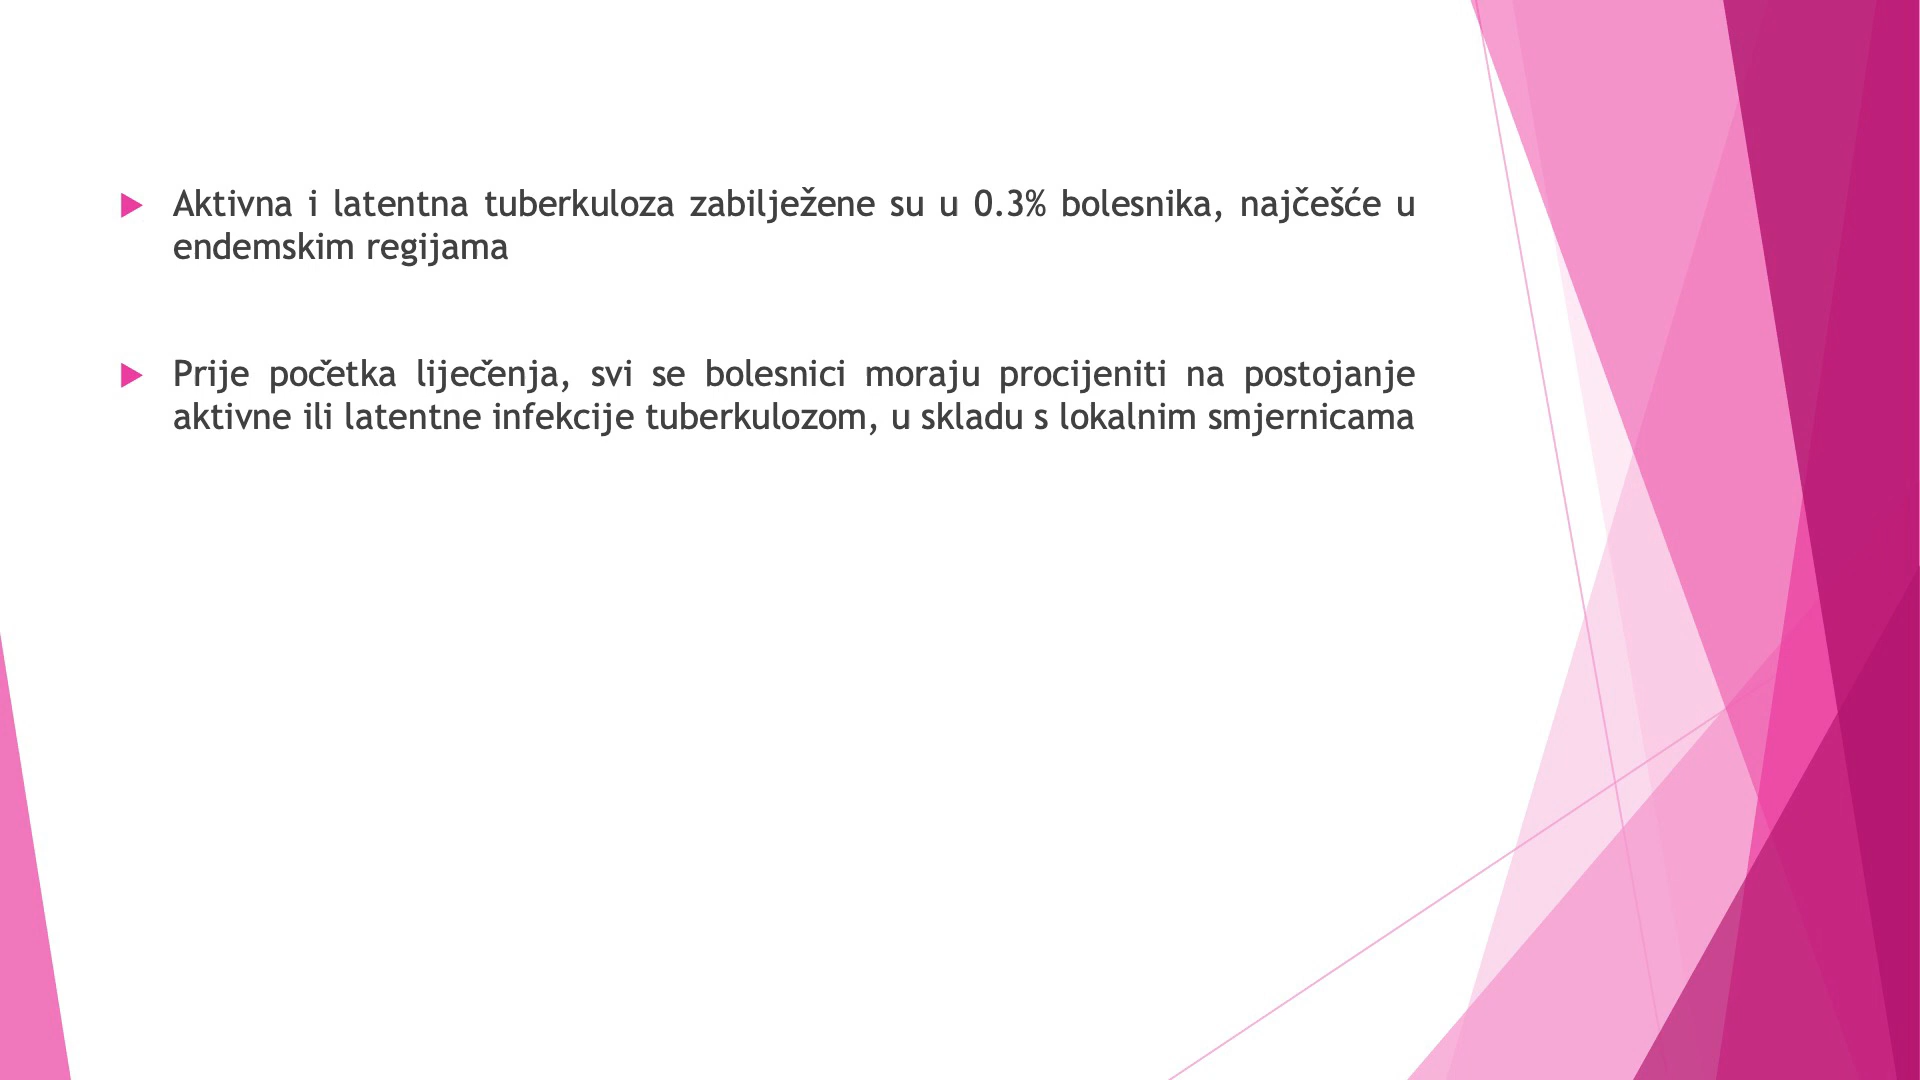 Aktivna i latentna tuberkuloza zabilježene su u 0.3% bolesnika, najčešće u
endemskim regijama
Prije početka liječenja, svi se bolesnici moraju procijeniti na postojanje
aktivne ili latentne infekcije tuberkulozom, u skladu s lokalnim smjernicama